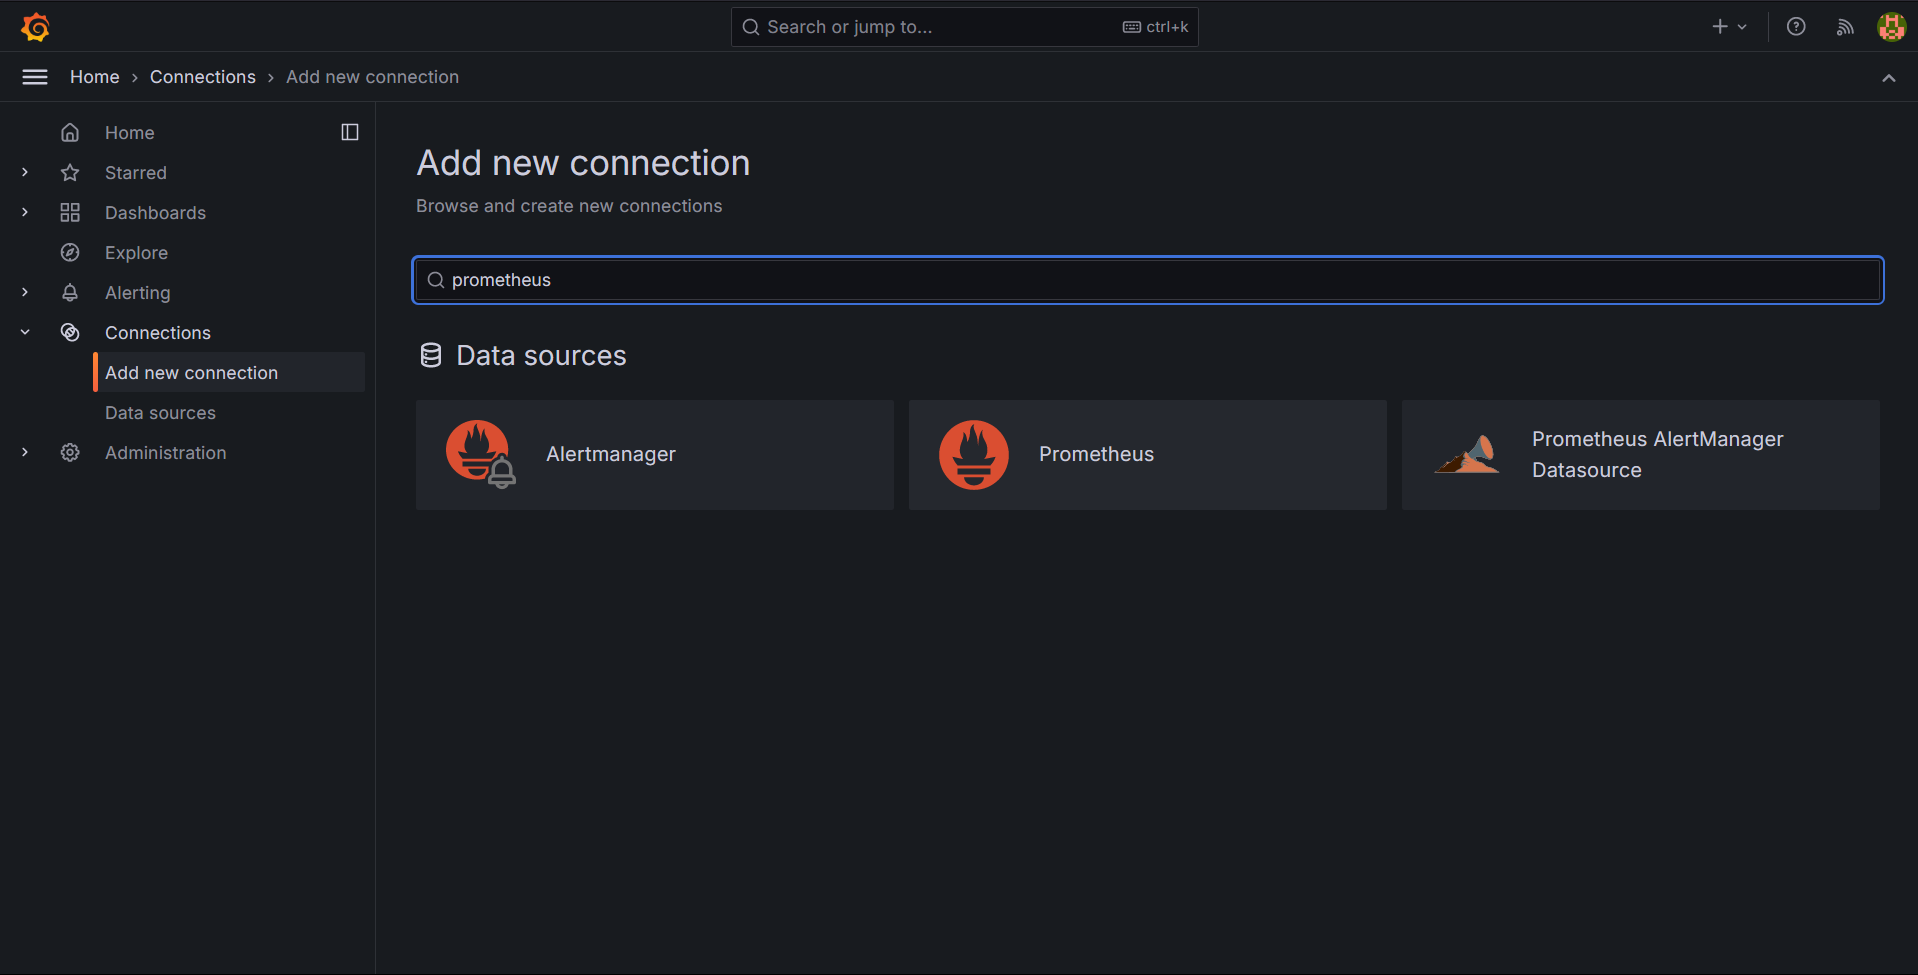 Search or jump to...
ctrl+k
Home
Connections
Add new connection
Home
Starred
Dashboards
Explore
Alerting
Connections
Add new connection
Data sources
Administration
Add new connection
Browse and create new connections
prometheus
Data sources
Alertmanager
Prometheus
Prometheus AlertManager
Datasource